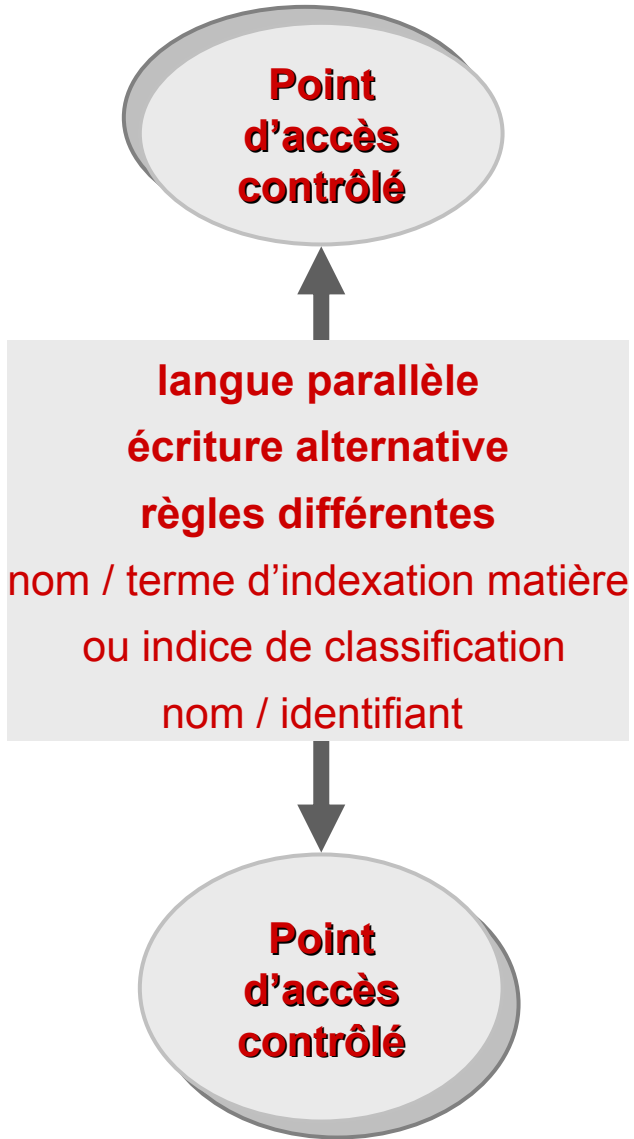 Point
d’accès
contrôlé
langue parallèle
écriture alternative
règles différentes
nom / terme d’indexation matière
ou indice de classification
nom / identifiant
Point
d’accès
contrôlé